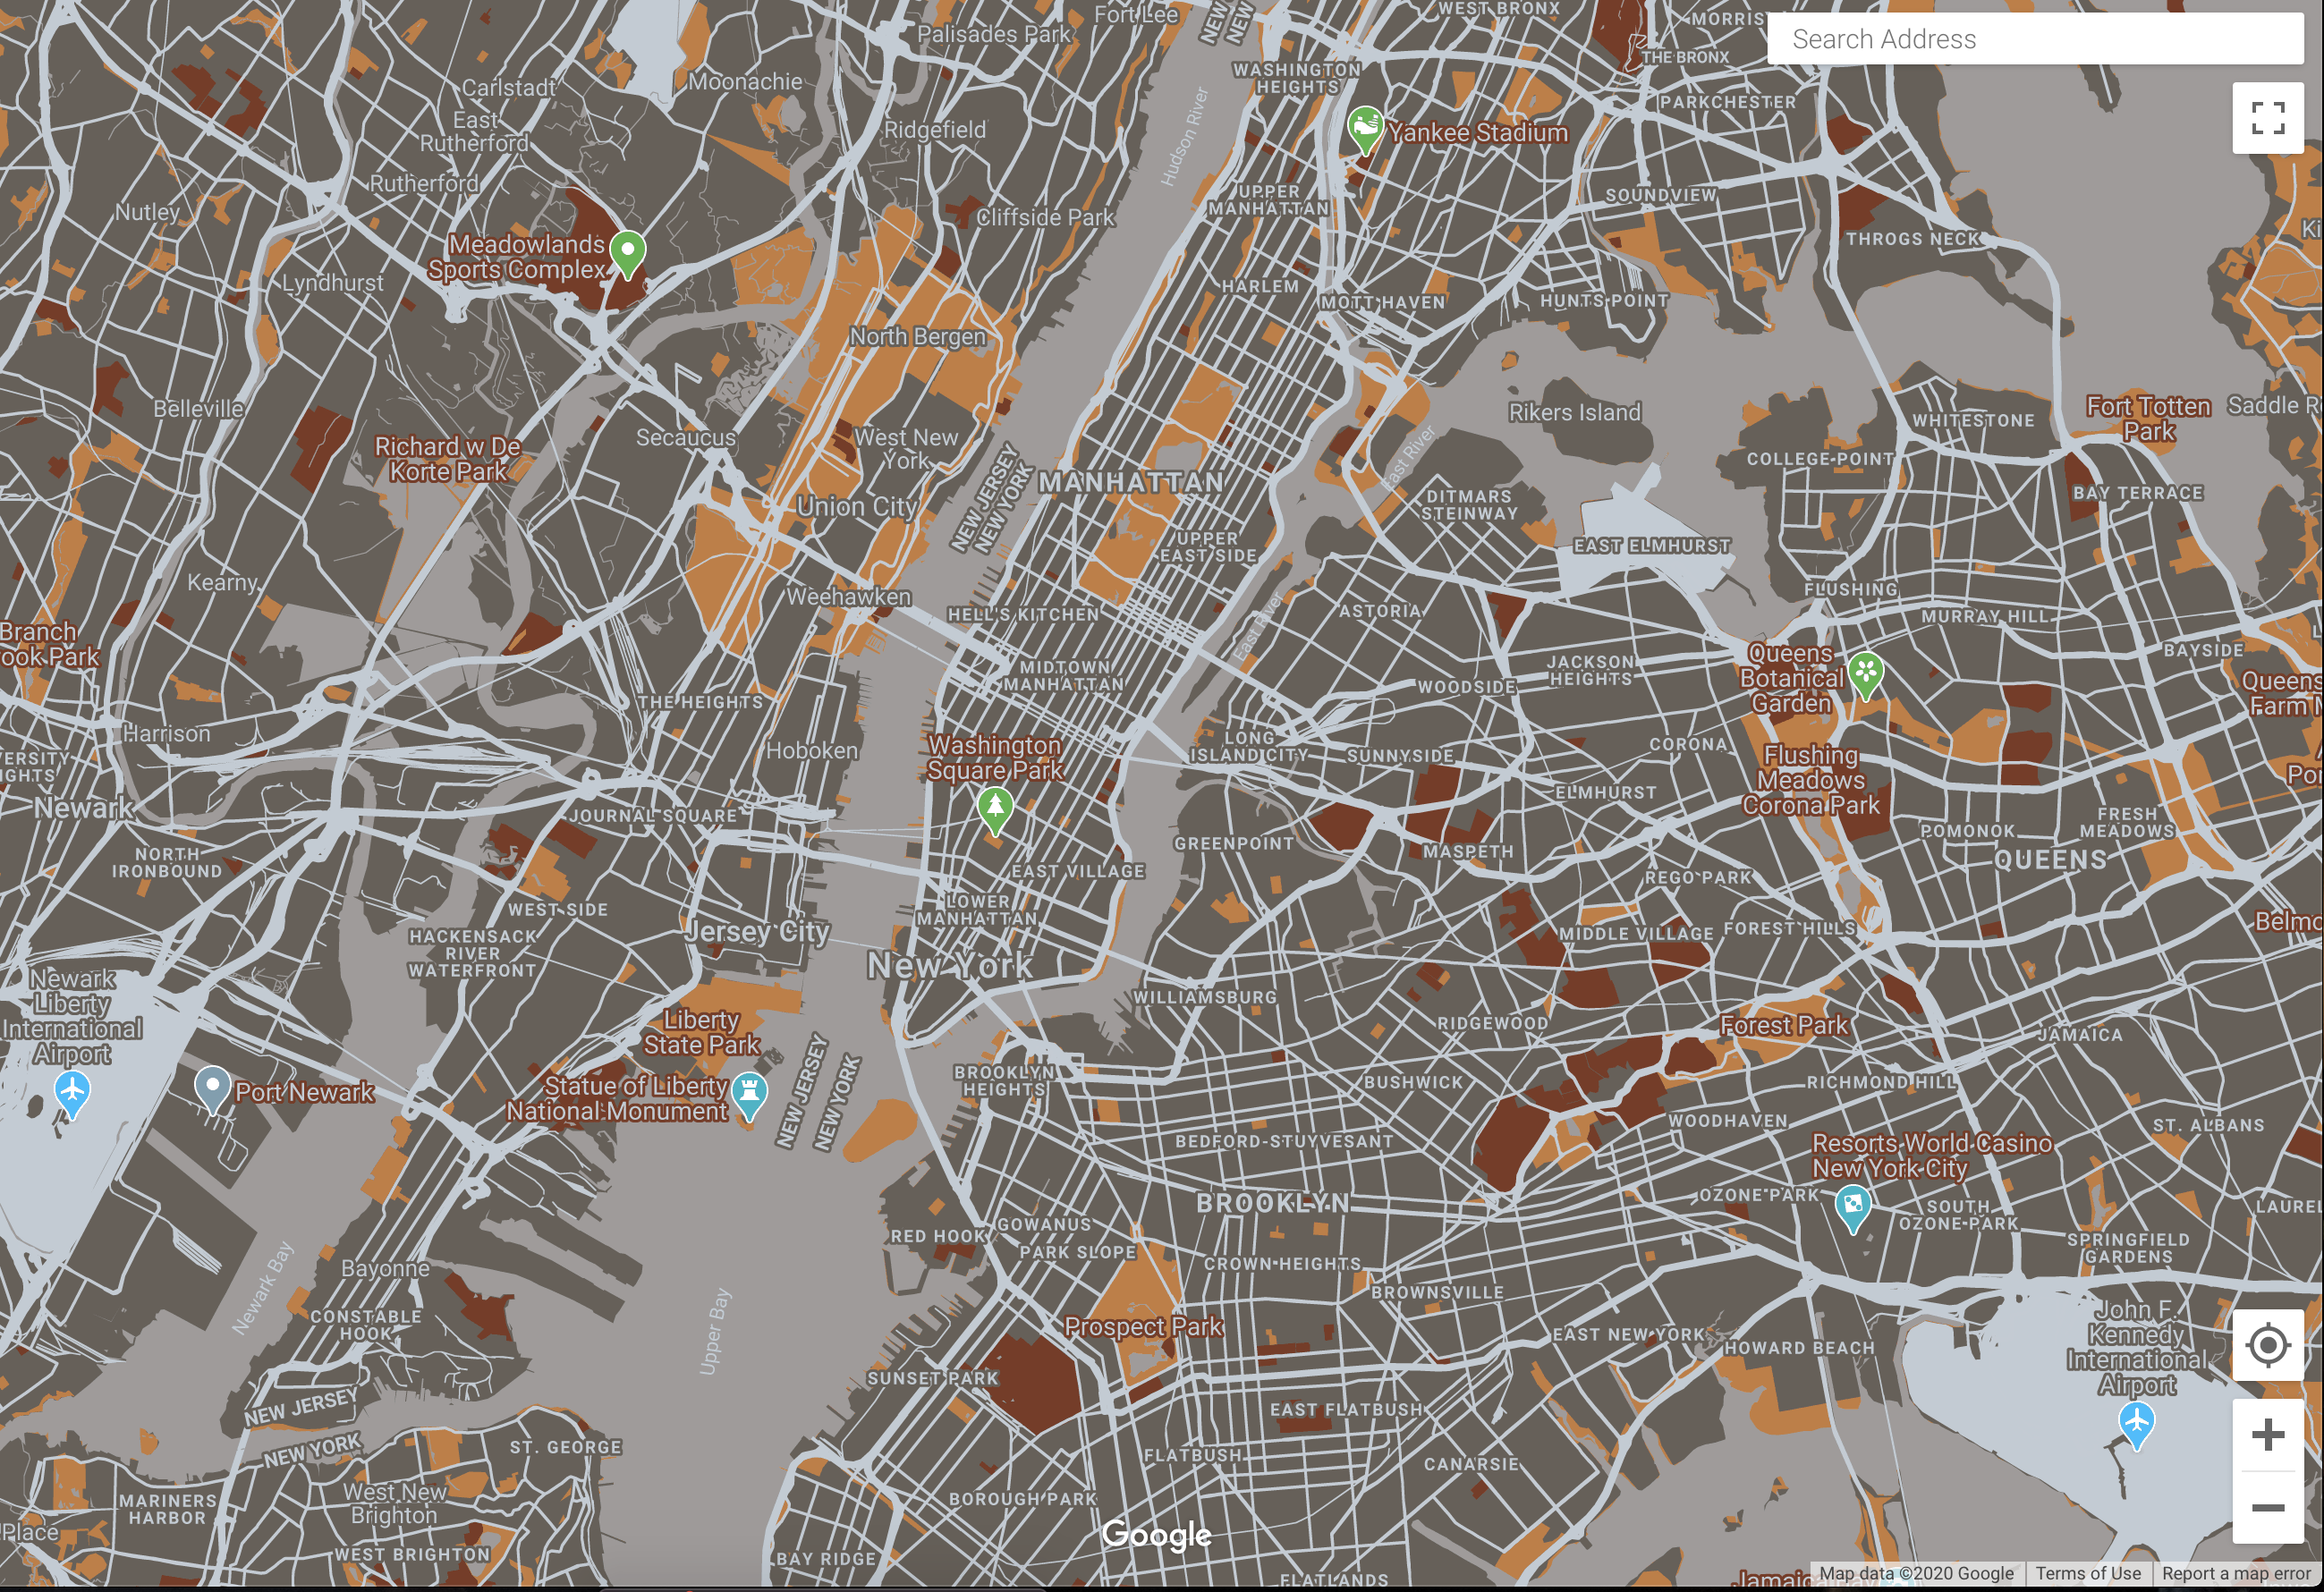 WEST BRONX
Fort Lee
NEW
NEW
Palisades Park
MORRIS
Search Address
THE BRONX
WASHINGTON
HEIGHTS
Carlstadt
Moonachie
PARKCHESTER
East
Rutherford
Ridgefield
Hudson River
Yankee Stadium
Rutherford
Nutley
UPPER
MANHATTAN
SOUNDVIEW
Cliffside Park
THROGS NECK
Ki
Meadowlands
Sports Complex
Lyndhurst
HARLEM
MOTT HAVEN
HUNTS POINT
North Bergen
Belleville
Rikers Island
Fort Totten
Park
Saddle R
WHITESTONE
Richard w De
Korte Park
Secaucus
West New
York
East River
COLLEGE POINT
MANHATTAN
NEW JERSEY
NEW YORK
DITMARS
STEINWAY
BAY TERRACE
Union City
UPPER
EAST SIDE
EAST ELMHURST
Kearny
Weehawken
HELL'S KITCHEN
ASTORIA
FLUSHING
MURRAY HILL
Branch
ook Park
East River
BAYSIDE
MIDTOWN
MANHATTAN
JACKSON
HEIGHTS
WOODSIDE
Queens
Botanical
Garden
Queens
Farm M
THE HEIGHTS
Harrison
Hoboken
Washington
Square Park
LONG
ISLAND CITY
SUNNYSIDE
CORONA
Flushing
Meadows
Corona Park
ERSITY
IGHTS
Por
Newark
ELMHURST
JOURNAL SQUARE
FRESH
MEADOWS
POMONOK
GREENPOINT
MASPETH
QUEENS
NORTH
IRONBOUND
EAST VILLAGE
REGO PARK
WEST SIDE
LOWER
MANHATTAN
Belmo
Jersey City
HACKENSACK
RIVER
WATERFRONT
MIDDLE VILLAGE
FOREST HILLS
New York
Newark
Liberty
International
Airport
WILLIAMSBURG
Liberty
State Park
RIDGEWOOD
Forest Park
JAMAICA
NEW JERSEY
NEW YORK
Port Newark
Statue of Liberty
National Monument
BROOKLYN
HEIGHTS
BUSHWICK
RICHMOND HILL
WOODHAVEN
ST. ALBANS
BEDFORD-STUYVESANT
Resorts World Casino
New York City
BROOKLYN
OZONE PARK
SOUTH
OZONE PARK
LAUREL
RED HOOK
GOWANUS
PARK SLOPE
CROWN HEIGHTS
SPRINGFIELD
GARDENS
Newark Bay
Bayonne
BROWNSVILLE
CONSTABLE
HOOK
Upper Bay
Prospect Park
EAST NEW YORK
HOWARD BEACH
John F.
Kennedy
International
Airport
SUNSET PARK
NEW JERSEY
NEW YORK
EAST FLATBUSH
ST. GEORGE
FLATBUSH
CANARSIE
MARINERS
HARBOR
West New
Brighton
BOROUGH PARK
Place
Google
WEST BRIGHTON
BAY RIDGE
FLATLANDS
Map data ©2020 Google
Terms of Use
Report a map error